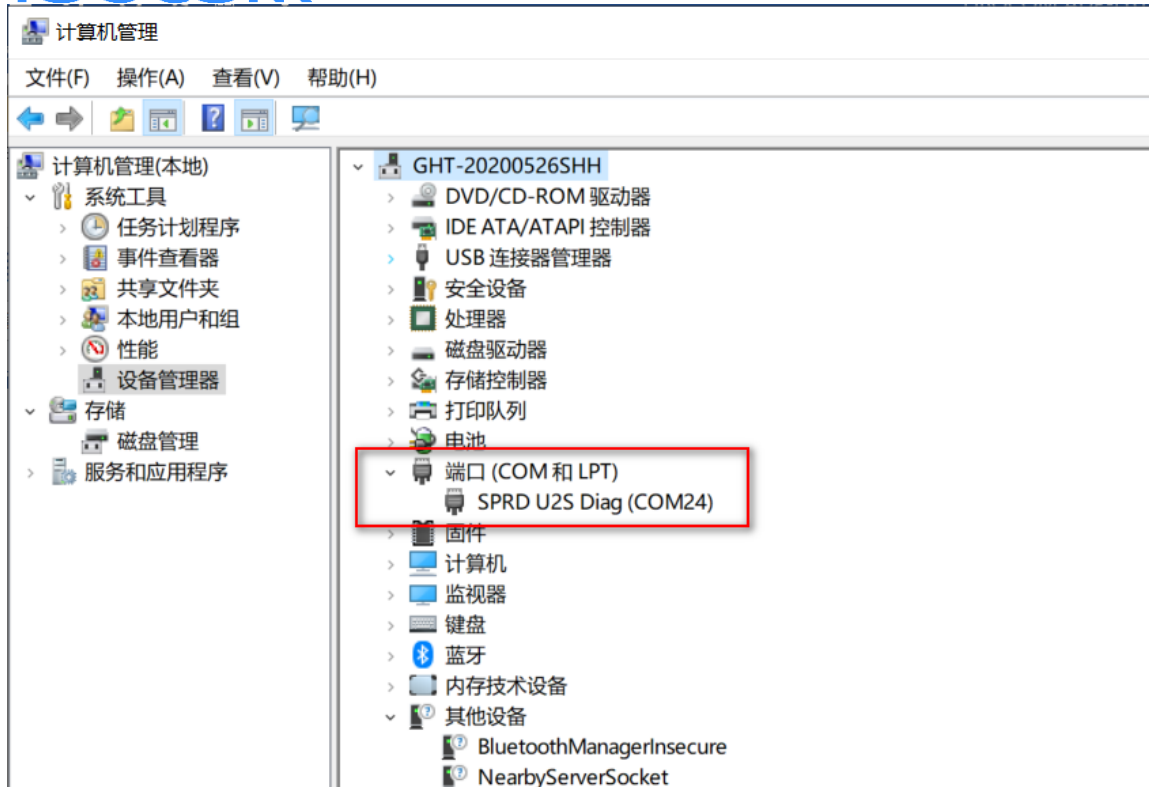 计算机管理
文件(F) 操作(A) 查看(V) 帮助(H)
计算机管理(本地)
系统工具
任务计划程序
事件查看器
共享文件夹
本地用户和组
性能
设备管理器
存储
磁盘管理
服务和应用程序
GHT-20200526SHH
DVD/CD-ROM 驱动器
IDE ATA/ATAPI 控制器
USB 连接器管理器
安全设备
处理器
磁盘驱动器
存储控制器
打印队列
电池
端口 (COM 和 LPT)
SPRD U2S Diag (COM24)
固件
计算机
监视器
键盘
蓝牙
内存技术设备
其他设备
BluetoothManagerInsecure
NearbyServerSocket